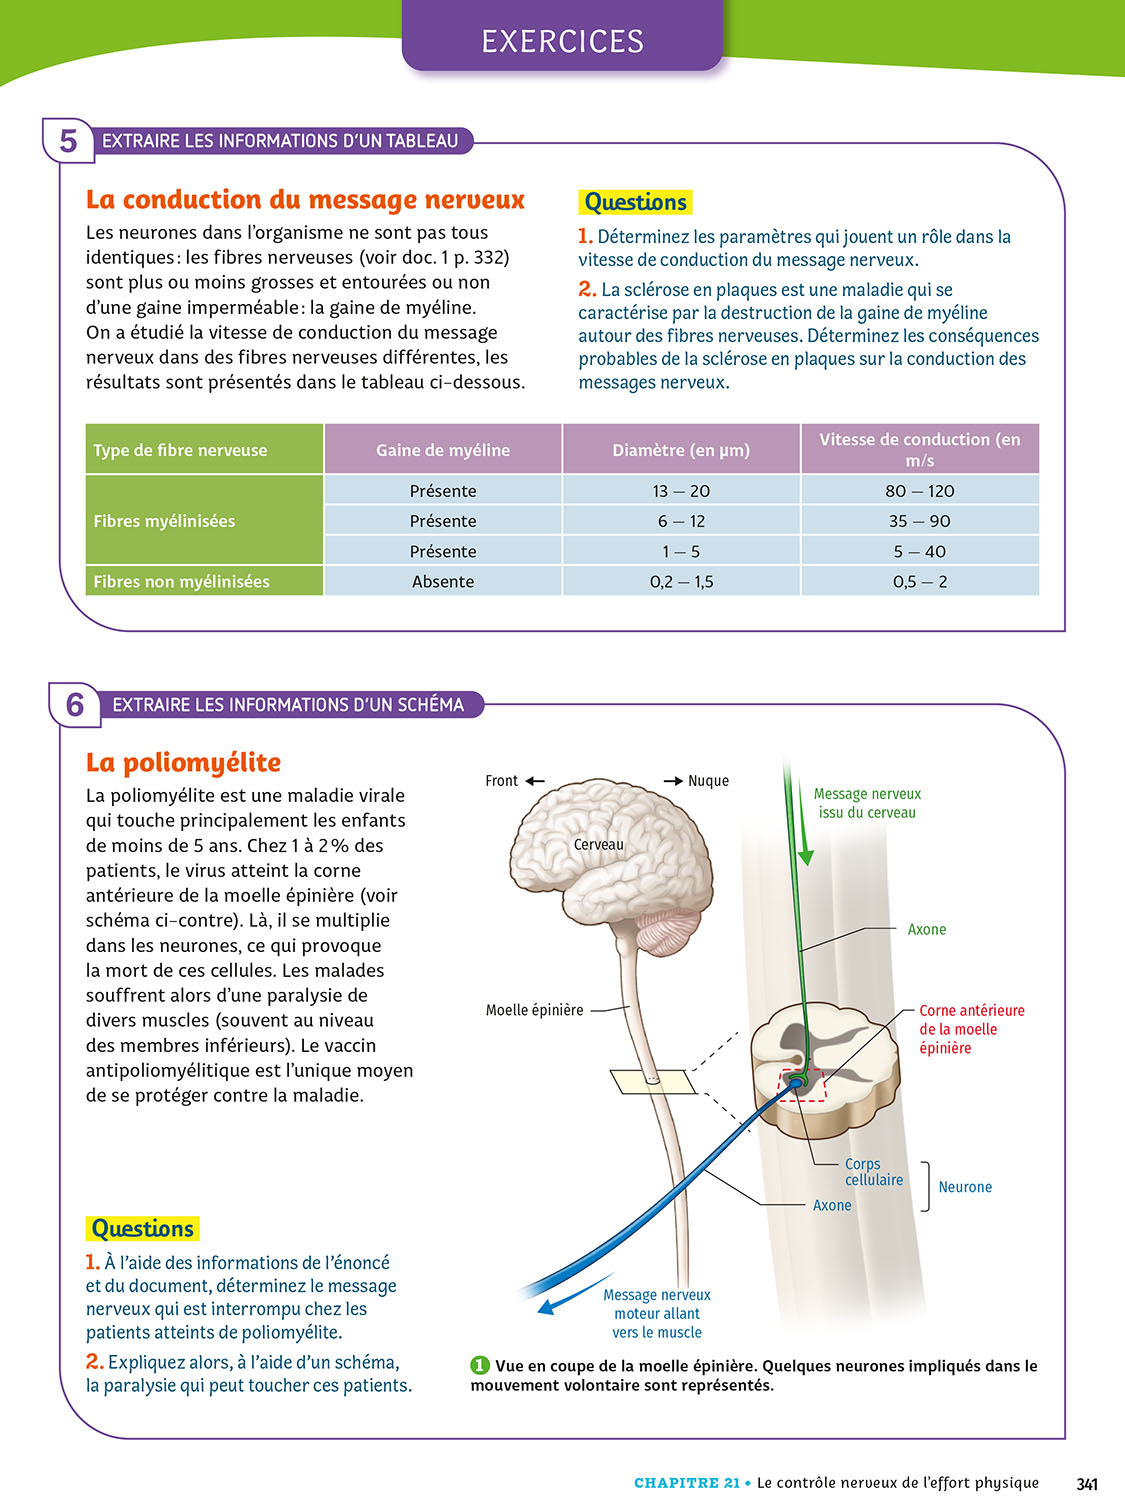 EXERCICES
5
EXTRAIRE LES INFORMATIONS D'UN TABLEAU
La conduction du message nerveux
Les neurones dans l'organisme ne sont pas tous
identiques : les fibres nerveuses (voir doc. 1 p. 332)
sont plus ou moins grosses et entourées ou non
d'une gaine imperméable : la gaine de myéline.
On a étudié la vitesse de conduction du message
nerveux dans des fibres nerveuses différentes, les
résultats sont présentés dans le tableau ci-dessous.
Questions
1. Déterminez les paramètres qui jouent un rôle dans la
vitesse de conduction du message nerveux.
2. La sclérose en plaques est une maladie qui se
caractérise par la destruction de la gaine de myéline
autour des fibres nerveuses. Déterminez les conséquences
probables de la sclérose en plaques sur la conduction des
messages nerveux.
Type de fibre nerveuse Gaine de myéline Diamètre (en µm) Vitesse de conduction (en
m/s
Présente 13 – 20 80 – 120
Fibres myélinisées Présente 6 – 12 35 – 90
Présente 1 – 5 5 – 40
Fibres non myélinisées Absente 0,2 – 1,5 0,5 – 2
6
EXTRAIRE LES INFORMATIONS D'UN SCHÉMA
La poliomyélite
La poliomyélite est une maladie virale
qui touche principalement les enfants
de moins de 5 ans. Chez 1 à 2 % des
patients, le virus atteint la corne
antérieure de la moelle épinière (voir
schéma ci-contre). Là, il se multiplie
dans les neurones, ce qui provoque
la mort de ces cellules. Les malades
souffrent alors d'une paralysie de
divers muscles (souvent au niveau
des membres inférieurs). Le vaccin
antipoliomyélitique est l'unique moyen
de se protéger contre la maladie.
Questions
1. À l'aide des informations de l'énoncé
et du document, déterminez le message
nerveux qui est interrompu chez les
patients atteints de poliomyélite.
2. Expliquez alors, à l'aide d'un schéma,
la paralysie qui peut toucher ces patients.
Front ← → Nuque
Cerveau
Moelle épinière
Message nerveux
issu du cerveau
Axone
Corne antérieure
de la moelle
épinière
Corps
cellulaire
Neurone
Axone
Message nerveux
moteur allant
vers le muscle
1 Vue en coupe de la moelle épinière. Quelques neurones impliqués dans le
mouvement volontaire sont représentés.
CHAPITRE 21 • Le contrôle nerveux de l'effort physique 341